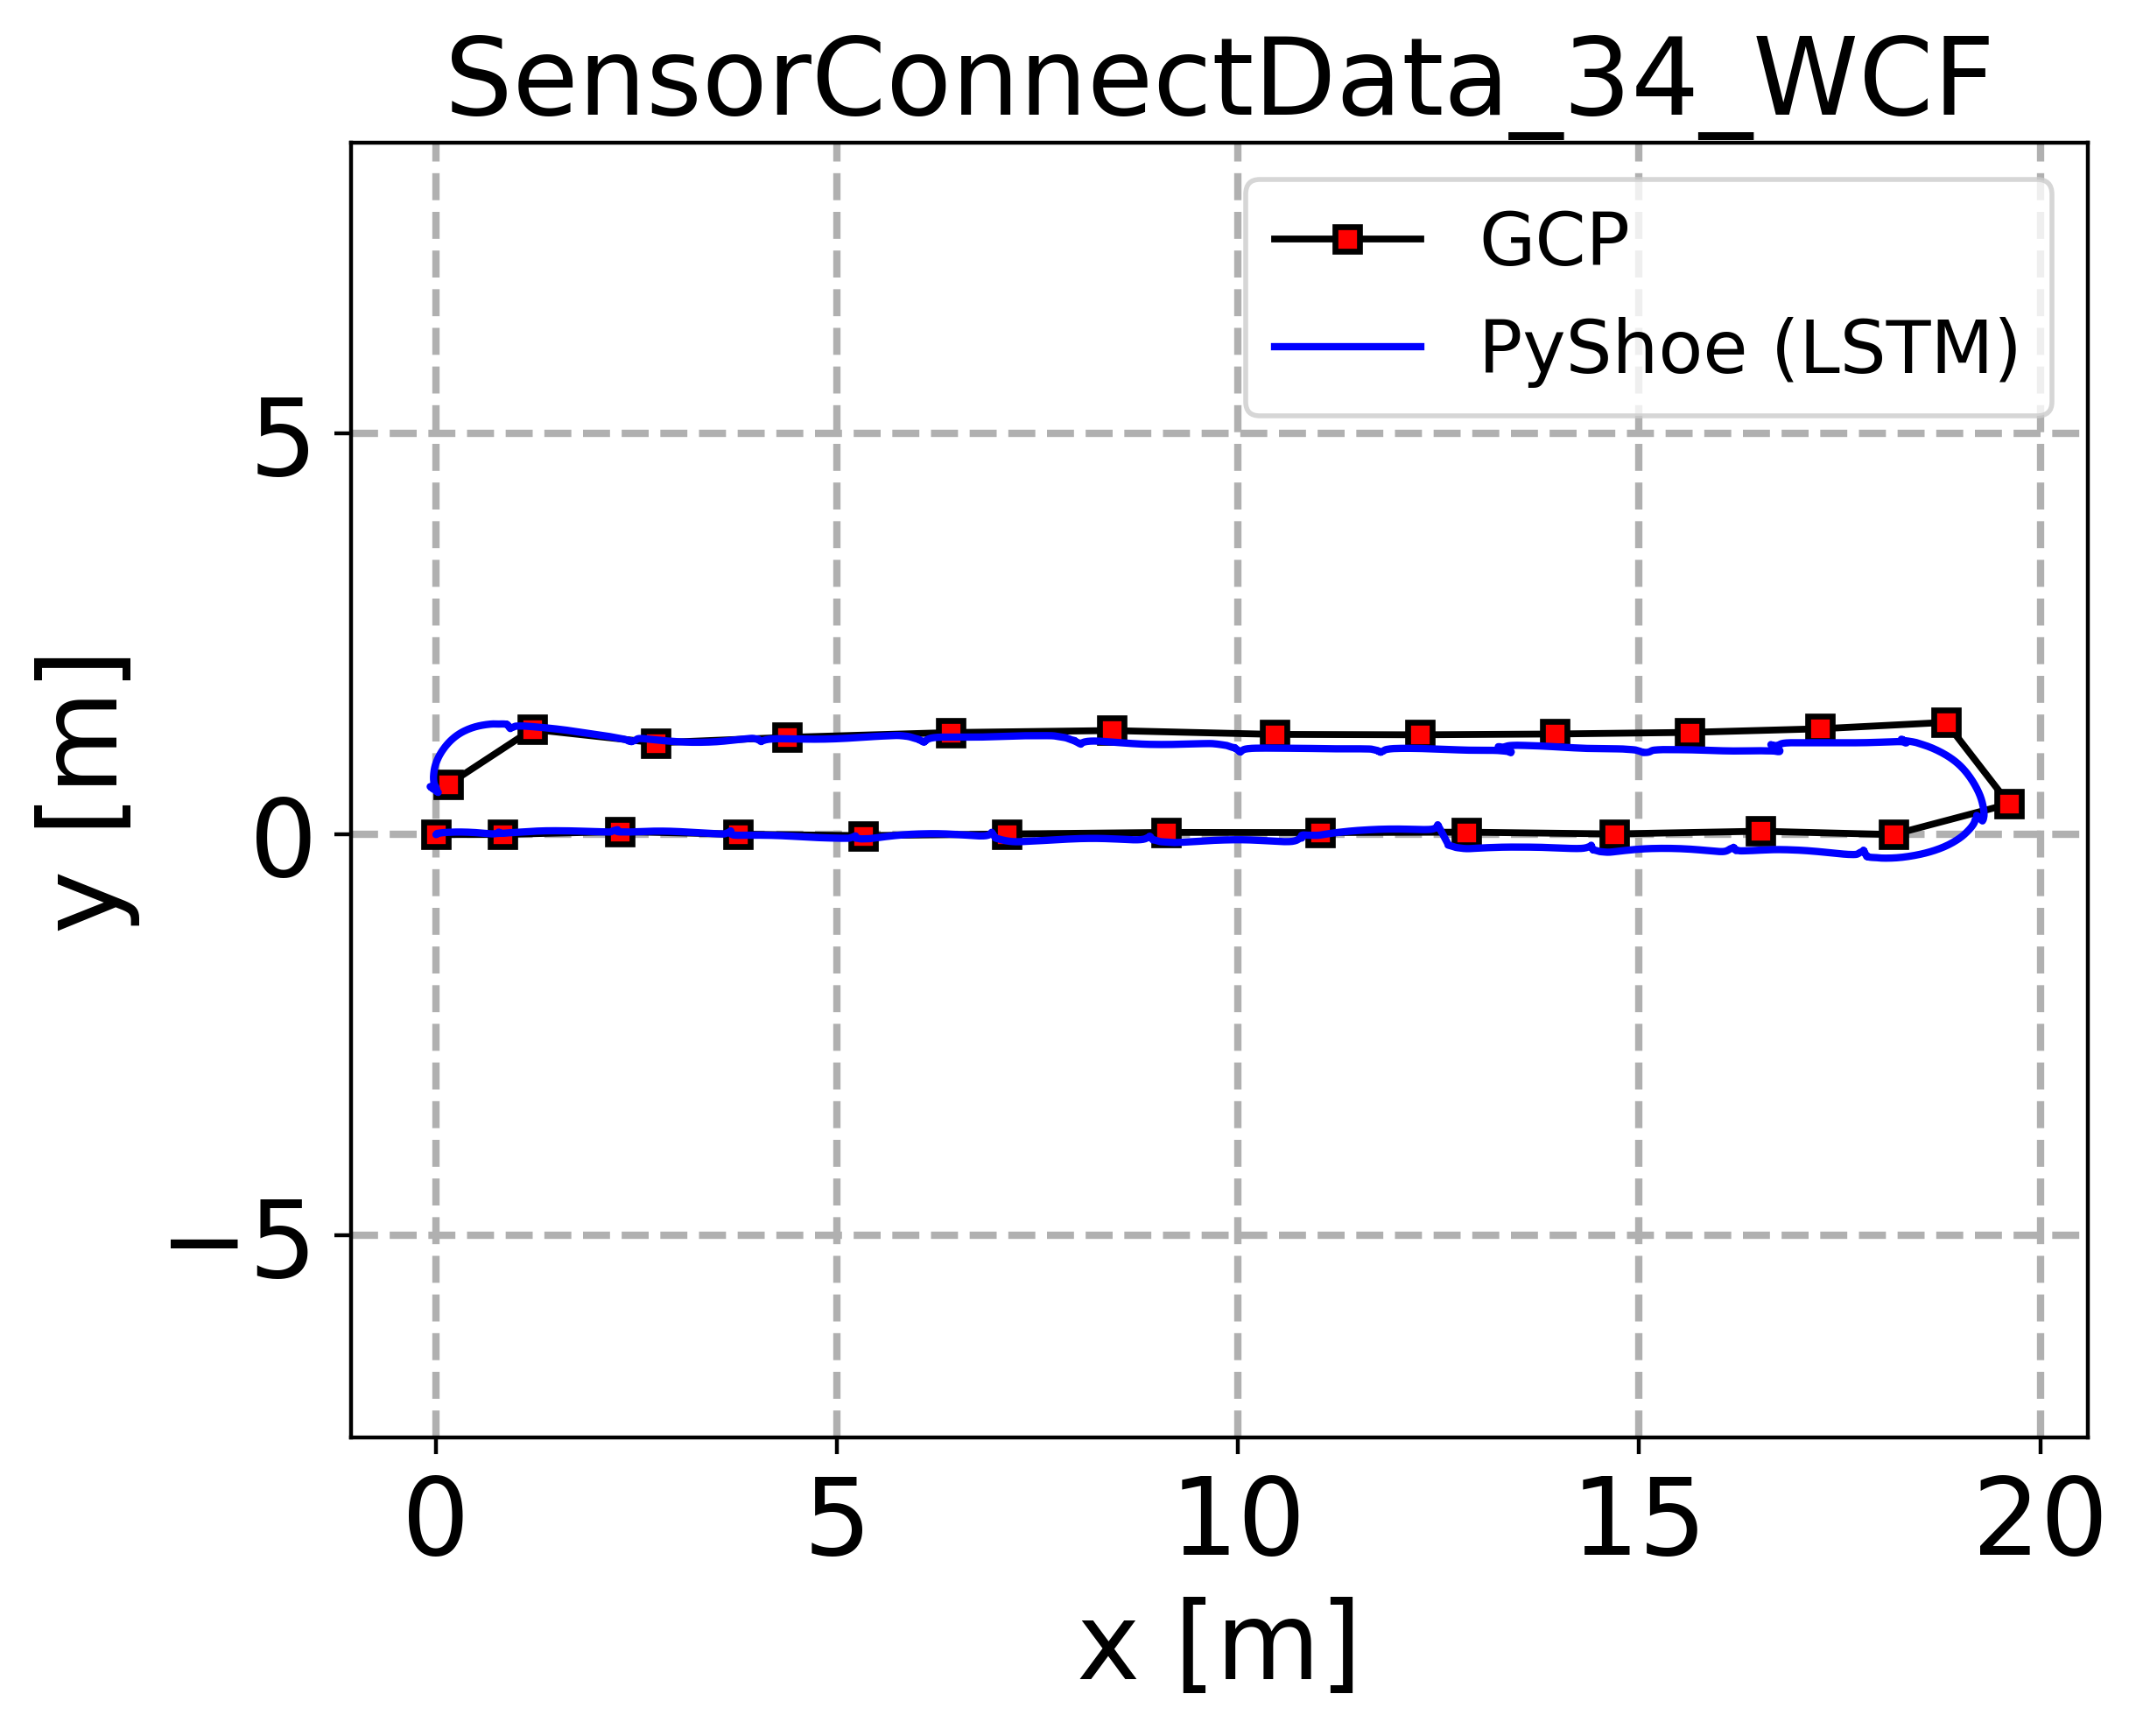 SensorConnectData_34_WCF
GCP
PyShoe (LSTM)
5
0
−5
y [m]
0 5 10 15 20
x [m]